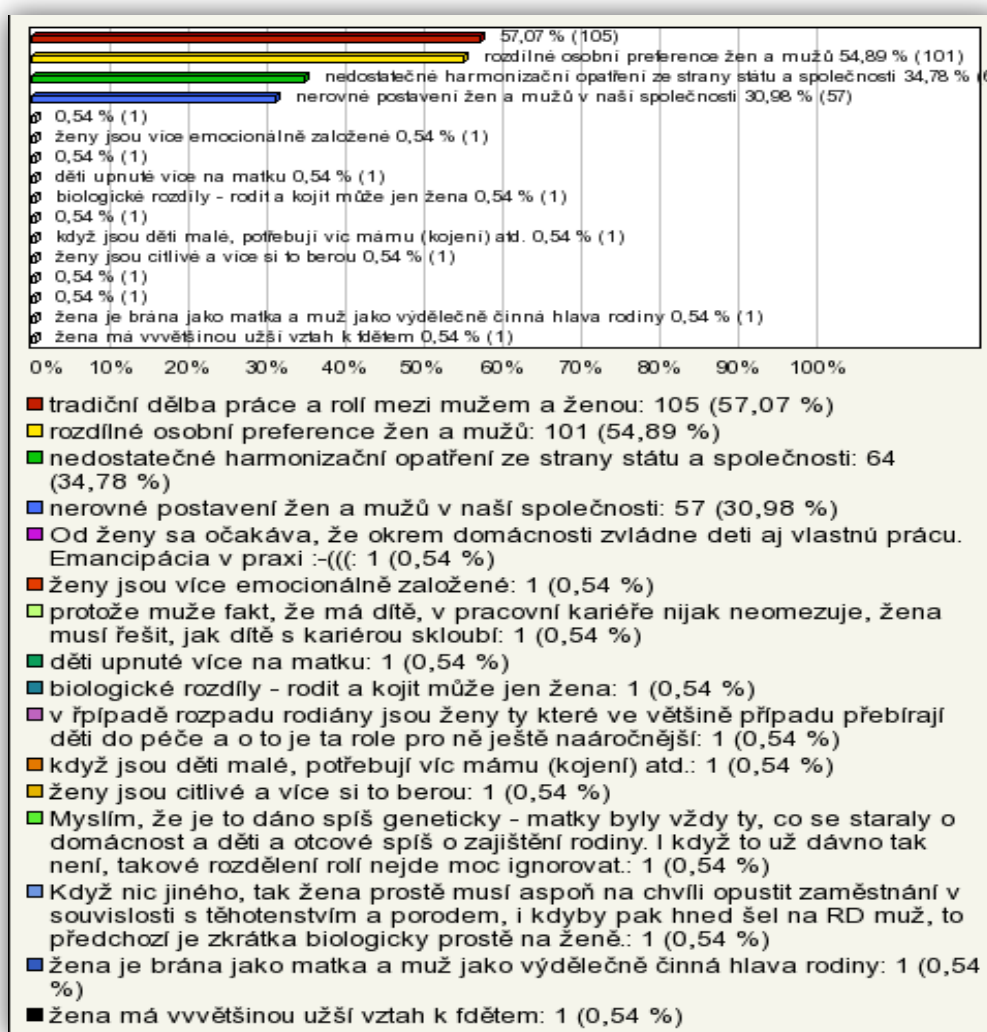 57,07 % (105)
rozdílné osobní preference žen a mužů 54,89 % (101)
nedostatečné harmonizační opatření ze strany státu a společnosti 34,78 % (6
nerovné postavení žen a mužů v naší společnosti 30,98 % (57)
0,54 % (1)
ženy jsou více emocionálně založené 0,54 % (1)
0,54 % (1)
děti upnuté více na matku 0,54 % (1)
biologické rozdíly - rodit a kojit může jen žena 0,54 % (1)
0,54 % (1)
když jsou děti malé, potřebují víc mámu (kojení) atd. 0,54 % (1)
ženy jsou citlivé a více si to berou 0,54 % (1)
0,54 % (1)
0,54 % (1)
žena je brána jako matka a muž jako výdělečně činná hlava rodiny 0,54 % (1)
žena má vvvětšinou užší vztah k fdětem 0,54 % (1)
0% 10% 20% 30% 40% 50% 60% 70% 80% 90% 100%
tradiční dělba práce a rolí mezi mužem a ženou: 105 (57,07 %)
rozdílné osobní preference žen a mužů: 101 (54,89 %)
nedostatečné harmonizační opatření ze strany státu a společnosti: 64
(34,78 %)
nerovné postavení žen a mužů v naší společnosti: 57 (30,98 %)
Od ženy sa očakáva, že okrem domácnosti zvládne deti aj vlastnú prácu.
Emancipácia v praxi :-(((: 1 (0,54 %)
ženy jsou více emocionálně založené: 1 (0,54 %)
protože muže fakt, že má dítě, v pracovní kariéře nijak neomezuje, žena
musí řešit, jak dítě s kariérou skloubí: 1 (0,54 %)
děti upnuté více na matku: 1 (0,54 %)
biologické rozdíly - rodit a kojit může jen žena: 1 (0,54 %)
v řpípadě rozpadu rodiány jsou ženy ty které ve většině případu přebírají
děti do péče a o to je ta role pro ně ještě naáročnější: 1 (0,54 %)
když jsou děti malé, potřebují víc mámu (kojení) atd.: 1 (0,54 %)
ženy jsou citlivé a více si to berou: 1 (0,54 %)
Myslím, že je to dáno spíš geneticky - matky byly vždy ty, co se staraly o
domácnost a děti a otcové spíš o zajištění rodiny. I když to už dávno tak
není, takové rozdělení rolí nejde moc ignorovat.: 1 (0,54 %)
Když nic jiného, tak žena prostě musí aspoň na chvíli opustit zaměstnání v
souvislosti s těhotenstvím a porodem, i kdyby pak hned šel na RD muž, to
předchozí je zkrátka biologicky prostě na ženě.: 1 (0,54 %)
žena je brána jako matka a muž jako výdělečně činná hlava rodiny: 1 (0,54
%)
žena má vvvětšinou užší vztah k fdětem: 1 (0,54 %)